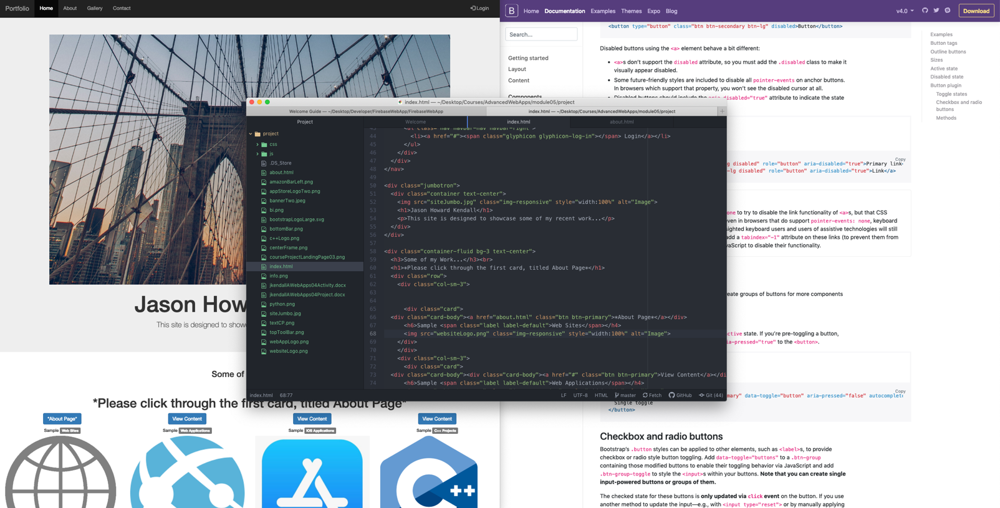 Portfolio
Home
About
Gallery
Contact
Login
Jason How
This site is designed to show
Some of
*Please click through the first card, titled About Page*
*About Page*
View Content
View Content
View Content
Sample Web Sites
Sample Web Applications
Sample IOS Applications
Sample C++ Projects
index.html — ~/Desktop/Courses/AdvancedWebApps/module05/project
Welcome Guide — ~/Desktop/Developer/FirebaseWebApp/FirebaseWebApp
index.html — ~/Desktop/Courses/AdvancedWebApps/module05/project
Project
Welcome
index.html
about.html
project
css
js
.DS_Store
about.html
amazonBarLeft.png
appStoreLogoTwo.png
bannerTwo.jpeg
bi.png
bootstrapLogoLarge.svg
bottomBar.png
c++Logo.png
centerFrame.png
courseProjectLandingPage03.png
index.html
info.png
jkendallAWebApps04Activity.docx
jkendallAWebApps04Project.docx
python.png
siteJumbo.jpg
textCP.png
topToolBar.png
webAppLogo.png
websiteLogo.png
43 <ul class="nav navbar-nav navbar-right">
44 <li><a href="#"><span class="glyphicon glyphicon-log-in"></span> Login</a></li>
45 </ul>
46 </div>
47 </div>
48 </nav>
49
50 <div class="jumbotron">
51 <div class="container text-center">
52 <img src="siteJumbo.jpg" class="img-responsive" style="width:100%" alt="Image">
53 <h1>Jason Howard Kendall</h1>
54 <p>This site is designed to showcase some of my recent work...</p>
55 </div>
56 </div>
57
58 <div class="container-fluid bg-3 text-center">
59 <h3>Some of my Work...</h3><br>
60 <h1>*Please click through the first card, titled About Page*</h1>
61 <div class="row">
62 <div class="col-sm-3">
63
64
65 <div class="card">
66 <div class="card-body"><a href="about.html" class="btn btn-primary">*About Page*</a></div>
67 <h6>Sample <span class="label label-default">Web Sites</span></h4>
68 <img src="websiteLogo.png" class="img-responsive" style="width:100%" alt="Image">
69 </div>
70 </div>
71 <div class="col-sm-3">
72 <div class="card">
73 <div class="card-body"><div class="card-body"><a href="#" class="btn btn-primary">View Content</a></di
74 <h6>Sample <span class="label label-default">Web Applications</span></h4>
index.html 68:77
LF UTF-8 HTML master Fetch GitHub Git (44)
B
Home
Documentation
Examples
Themes
Expo
Blog
v4.0
Download
Search...
Getting started
Layout
Content
Components
<button type="button" class="btn btn-secondary btn-lg" disabled>Button</button>
Disabled buttons using the <a> element behave a bit different:
• <a>s don’t support the disabled attribute, so you must add the .disabled class to make it
visually appear disabled.
• Some future-friendly styles are included to disable all pointer-events on anchor buttons.
In browsers which support that property, you won’t see the disabled cursor at all.
• Disabled buttons should include the aria-disabled="true" attribute to indicate the state
Copy
g disabled" role="button" aria-disabled="true">Primary link
-lg disabled" role="button" aria-disabled="true">Link</a>
one to try to disable the link functionality of <a>s, but that CSS
even in browsers that do support pointer-events: none, keyboard
sighted keyboard users and users of assistive technologies will still
add a tabindex="-1" attribute on these links (to prevent them from
vaScript to disable their functionality.
reate groups of buttons for more components
active state. If you’re pre-toggling a button,
ia-pressed="true" to the <button>.
Copy
mary" data-toggle="button" aria-pressed="false" autocomplete
Single toggle
</button>
Checkbox and radio buttons
Bootstrap’s .button styles can be applied to other elements, such as <label>s, to provide
checkbox or radio style button toggling. Add data-toggle="buttons" to a .btn-group
containing those modified buttons to enable their toggling behavior via JavaScript and add
.btn-group-toggle to style the <input>s within your buttons. Note that you can create single
input-powered buttons or groups of them.
The checked state for these buttons is only updated via click event on the button. If you use
another method to update the input—e.g., with <input type="reset"> or by manually applying
Examples
Button tags
Outline buttons
Sizes
Active state
Disabled state
Button plugin
Toggle states
Checkbox and radio
buttons
Methods